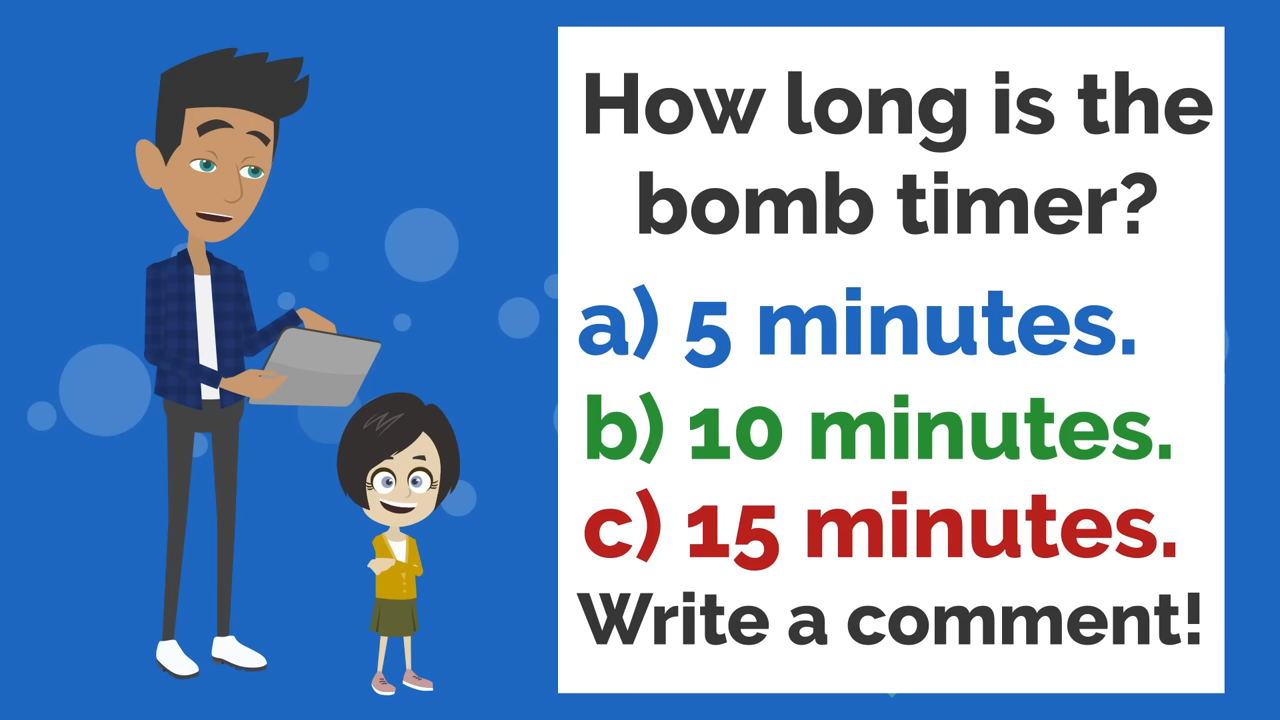 How long is the
bomb timer?
a) 5 minutes.
b) 10 minutes.
c) 15 minutes.
Write a comment!